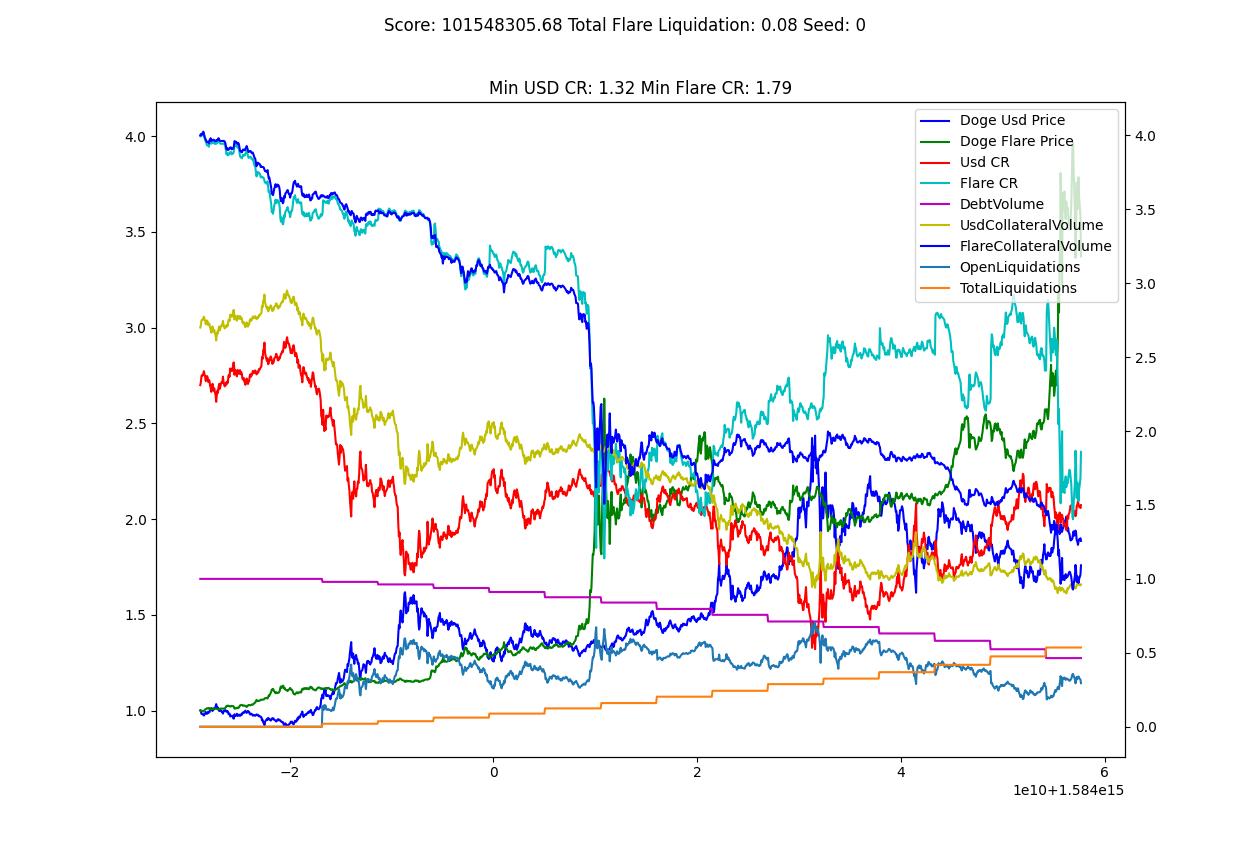 Score: 101548305.68 Total Flare Liquidation: 0.08 Seed: 0
Min USD CR: 1.32 Min Flare CR: 1.79
Doge Usd Price
Doge Flare Price
Usd CR
Flare CR
DebtVolume
UsdCollateralVolume
FlareCollateralVolume
OpenLiquidations
TotalLiquidations
4.0
3.5
3.0
2.5
2.0
1.5
1.0
4.0
3.5
3.0
2.5
2.0
1.5
1.0
0.5
0.0
−2
0
2
4
6
1e10+1.584e15